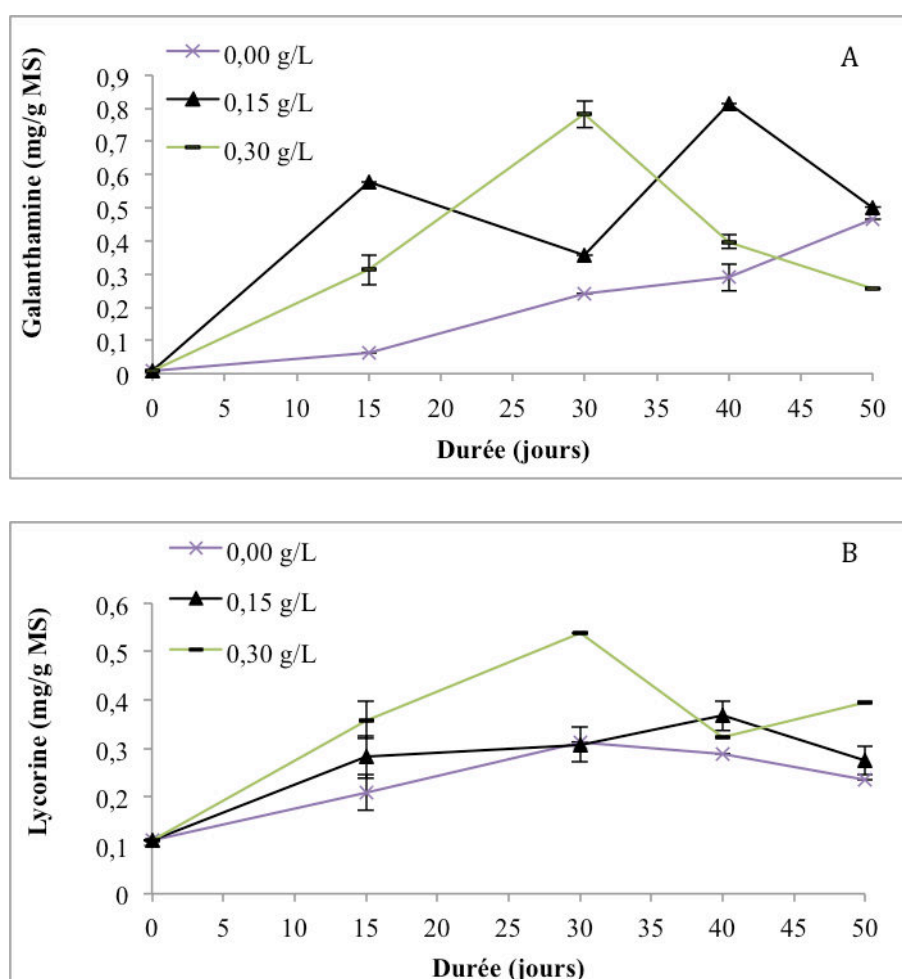 0,00 g/L
A
0,9
0,15 g/L
0,8
0,7
0,30 g/L
0,6
0,5
0,4
0,3
0,2
0,1
0
Galanthamine (mg/g MS)
0 5 10 15 20 25 30 35 40 45 50
Durée (jours)
0,00 g/L
B
0,6
0,15 g/L
0,5
0,30 g/L
0,4
0,3
0,2
0,1
0
Lycorine (mg/g MS)
0 5 10 15 20 25 30 35 40 45 50
Durée (jours)